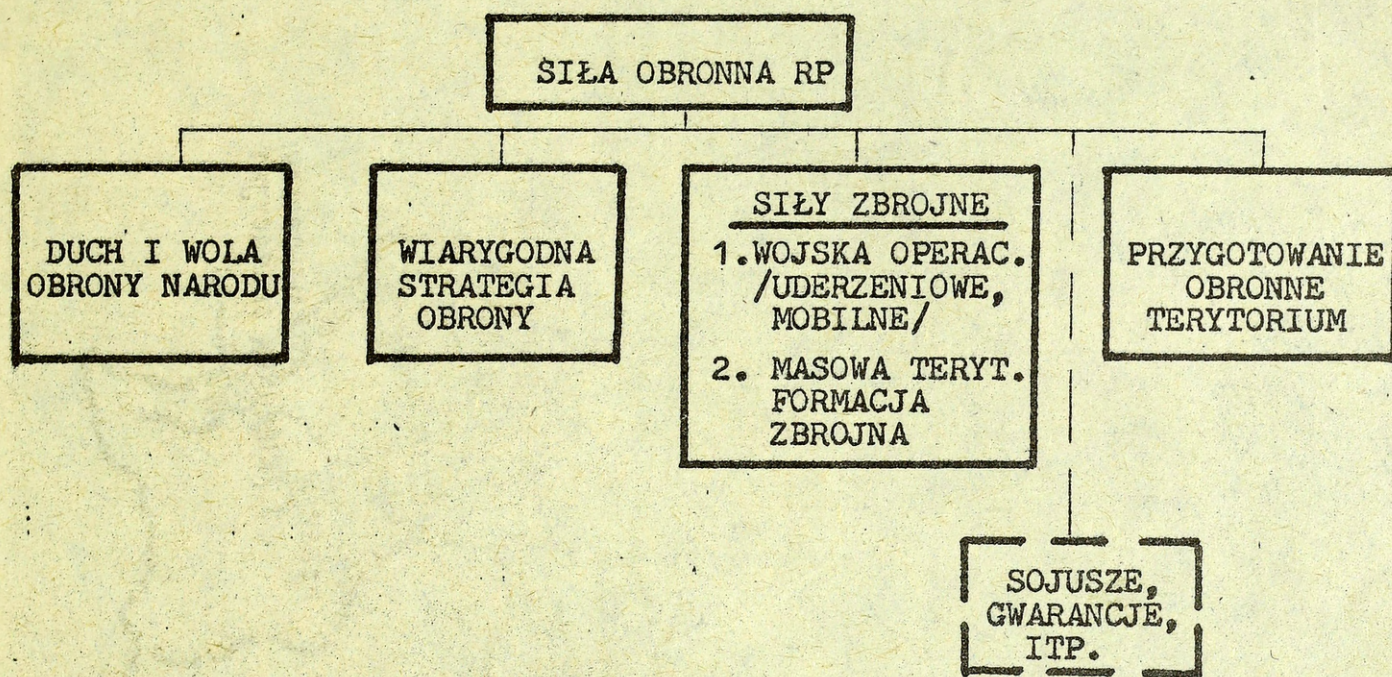 SIŁA OBRONNA RP
DUCH I WOLA
OBRONY NARODU
WIARYGODNA
STRATEGIA
OBRONY
SIŁY ZBROJNE
1.WOJSKA OPERAC.
/UDERZENIOWE,
MOBILNE/
2. MASOWA TERYT.
FORMACJA
ZBROJNA
PRZYGOTOWANIE
OBRONNE
TERYTORIUM
SOJUSZE,
GWARANCJE,
ITP.